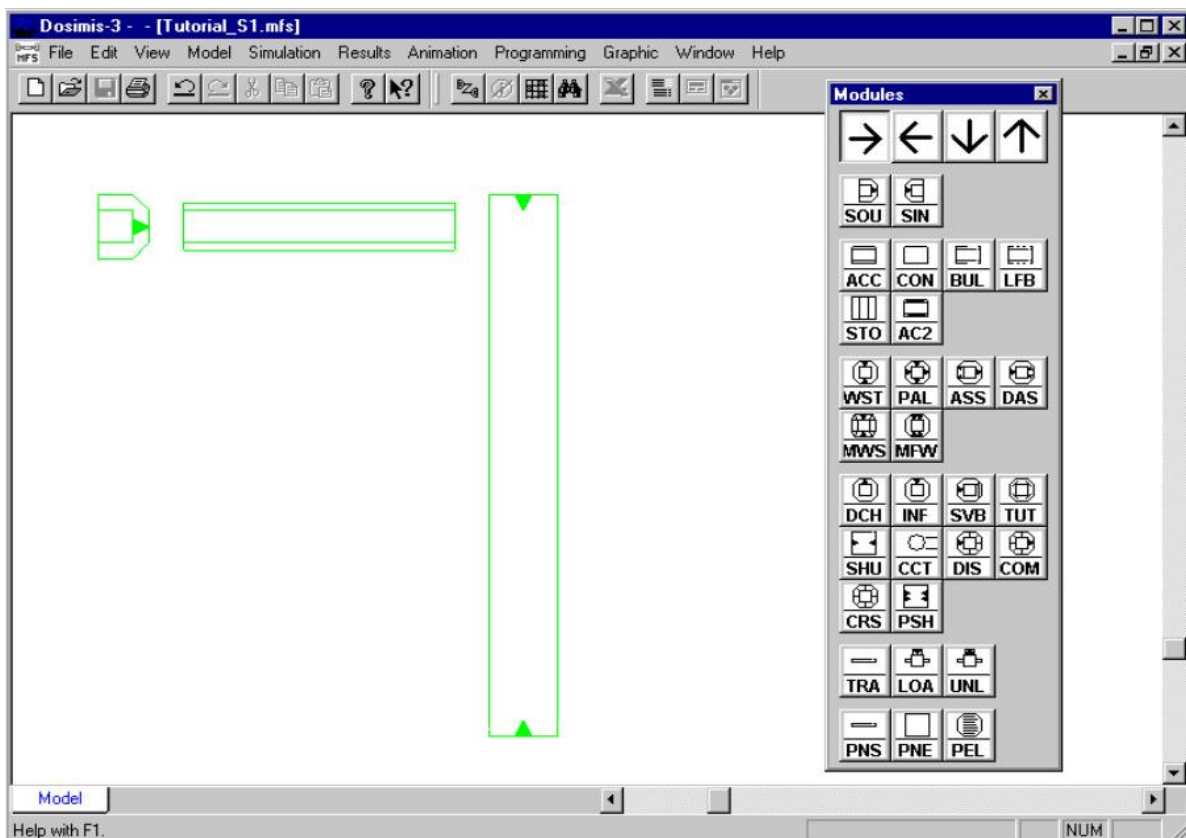 Dosimis-3 - - [Tutorial_S1.mfs]
MFS File Edit View Model Simulation Results Animation Programming Graphic Window Help
Modules
SOU SIN
ACC CON BUL LFB
STO AC2
WST PAL ASS DAS
MWS MFW
DCH INF SVB TUT
SHU CCT DIS COM
CRS PSH
TRA LOA UNL
PNS PNE PEL
Model
Help with F1.
NUM